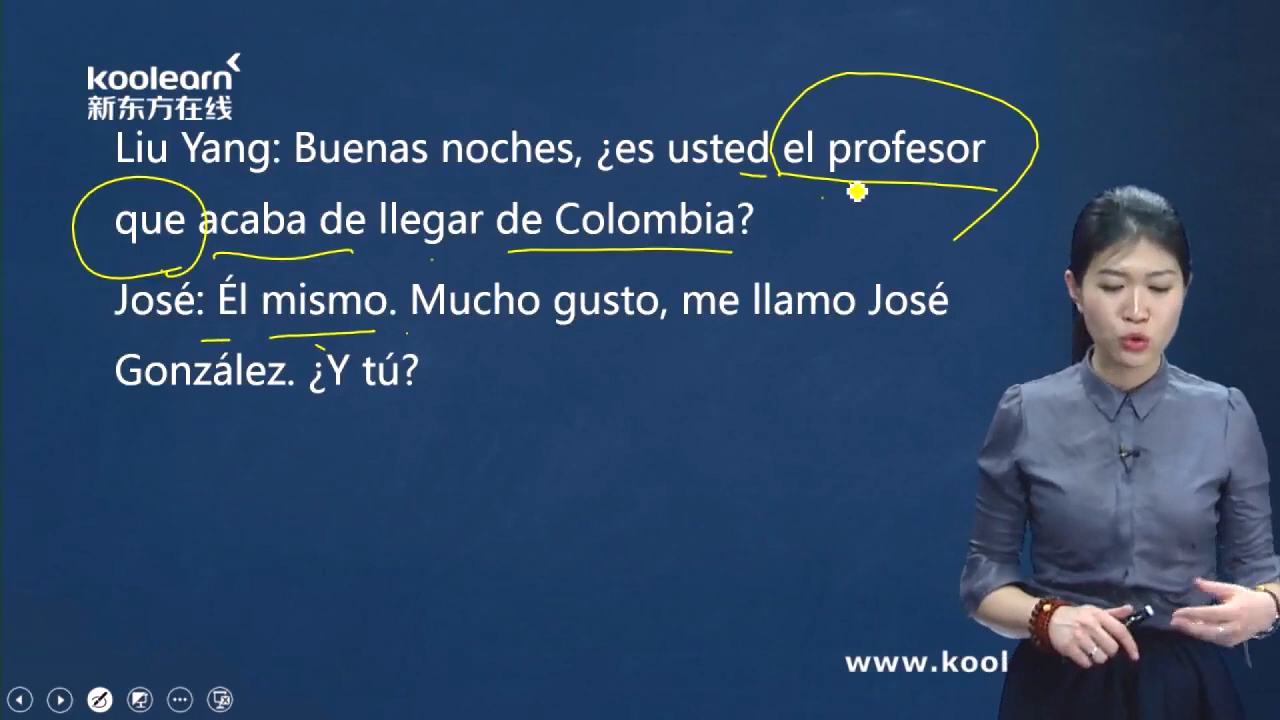 koolearn
新东方在线
Liu Yang: Buenas noches, ¿es usted el profesor
que acaba de llegar de Colombia?
José: Él mismo. Mucho gusto, me llamo José
González. ¿Y tú?
www.kool